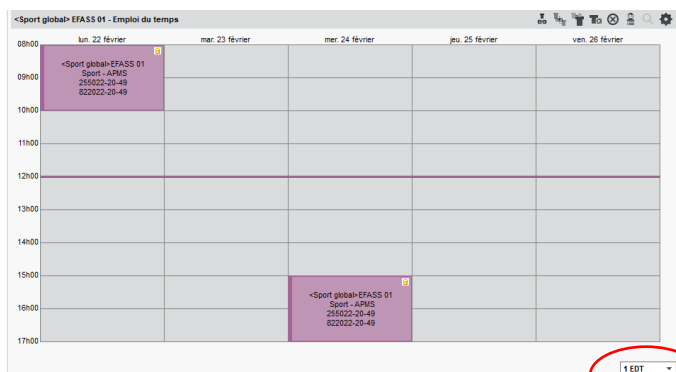 <Sport global> EFASS 01 - Emploi du temps
lun. 22 février
mar. 23 février
mer. 24 février
jeu. 25 février
ven. 26 février
08h00
<Sport global>EFASS 01
Sport - APMS
255022-20-49
822022-20-49
09h00
10h00
11h00
12h00
13h00
14h00
15h00
<Sport global>EFASS 01
Sport - APMS
255022-20-49
822022-20-49
16h00
17h00
1 EDT